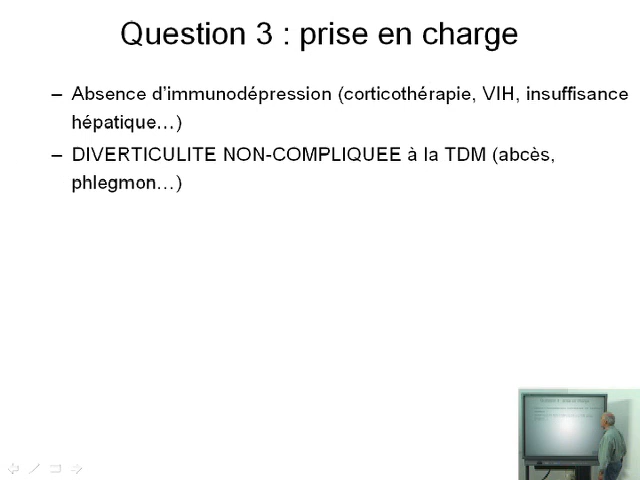 Question 3 : prise en charge
– Absence d'immunodépression (corticothérapie, VIH, insuffisance
hépatique…)
– DIVERTICULITE NON-COMPLIQUEE à la TDM (abcès,
phlegmon…)